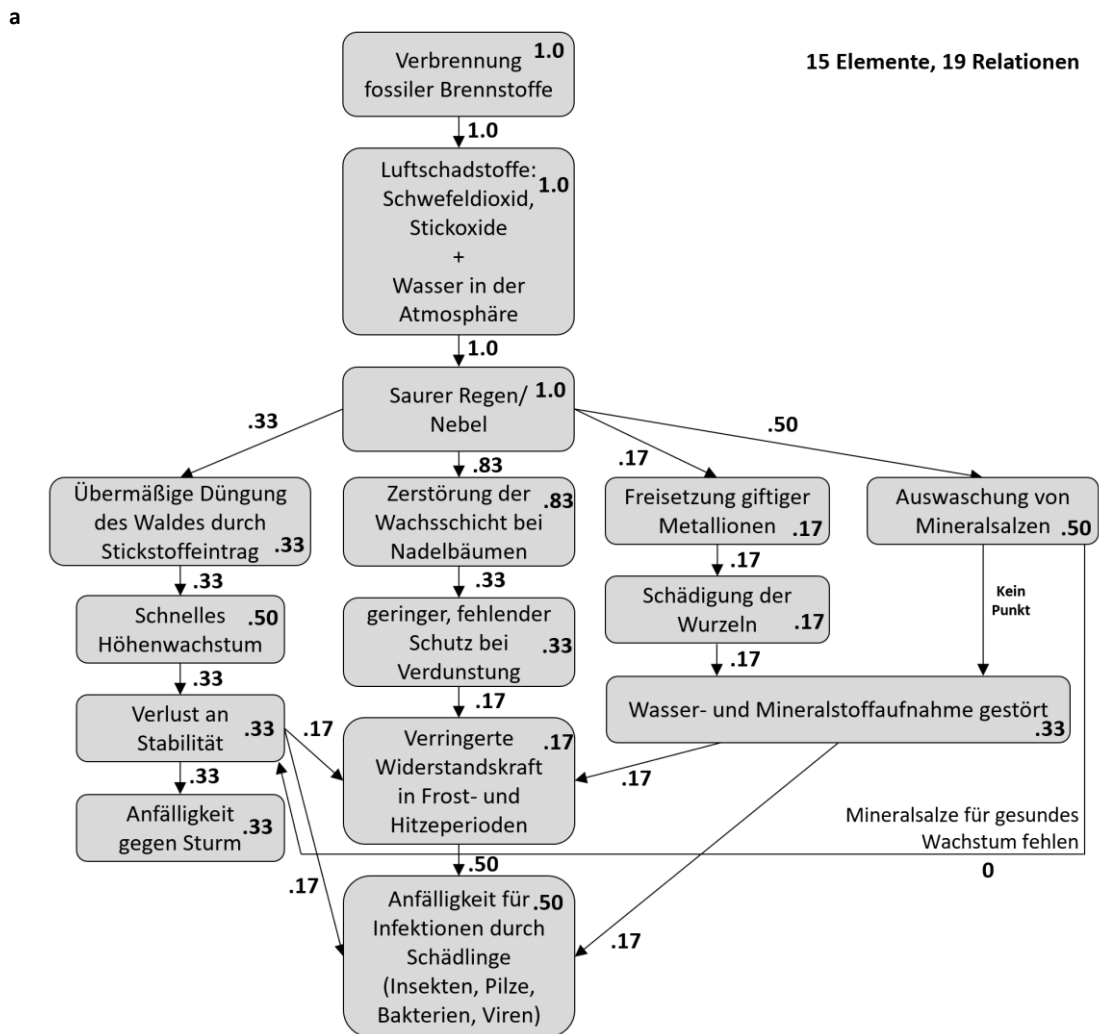 a
15 Elemente, 19 Relationen
Verbrennung
fossiler Brennstoffe
1.0
1.0
Luftschadstoffe:
Schwefeldioxid,
Stickoxide
+
Wasser in der
Atmosphäre
1.0
1.0
Saurer Regen/
Nebel
1.0
.33
.83
.17
.50
Übermäßige Düngung
des Waldes durch
Stickstoffeintrag
.33
Zerstörung der
Wachsschicht bei
Nadelbäumen
.83
Freisetzung giftiger
Metallionen
.17
Auswaschung von
Mineralsalzen
.50
.33
.33
.17
Kein
Punkt
Schnelles
Höhenwachstum
.50
geringer, fehlender
Schutz bei
Verdunstung
.33
Schädigung der
Wurzeln
.17
.33
.17
.17
Verlust an
Stabilität
.33
.17
Verringerte
Widerstandskraft
in Frost- und
Hitzeperioden
.17
Wasser- und Mineralstoffaufnahme gestört
.33
.17
.33
Anfälligkeit
gegen Sturm
.33
Mineralsalze für gesundes
Wachstum fehlen
0
.50
.17
Anfälligkeit für
Infektionen durch
Schädlinge
(Insekten, Pilze,
Bakterien, Viren)
.50
.17